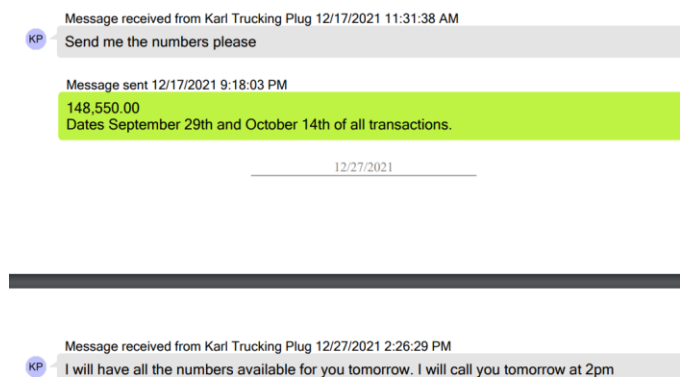 Message received from Karl Trucking Plug 12/17/2021 11:31:38 AM
KP
Send me the numbers please
Message sent 12/17/2021 9:18:03 PM
148,550.00
Dates September 29th and October 14th of all transactions.
12/27/2021
Message received from Karl Trucking Plug 12/27/2021 2:26:29 PM
KP
I will have all the numbers available for you tomorrow. I will call you tomorrow at 2pm